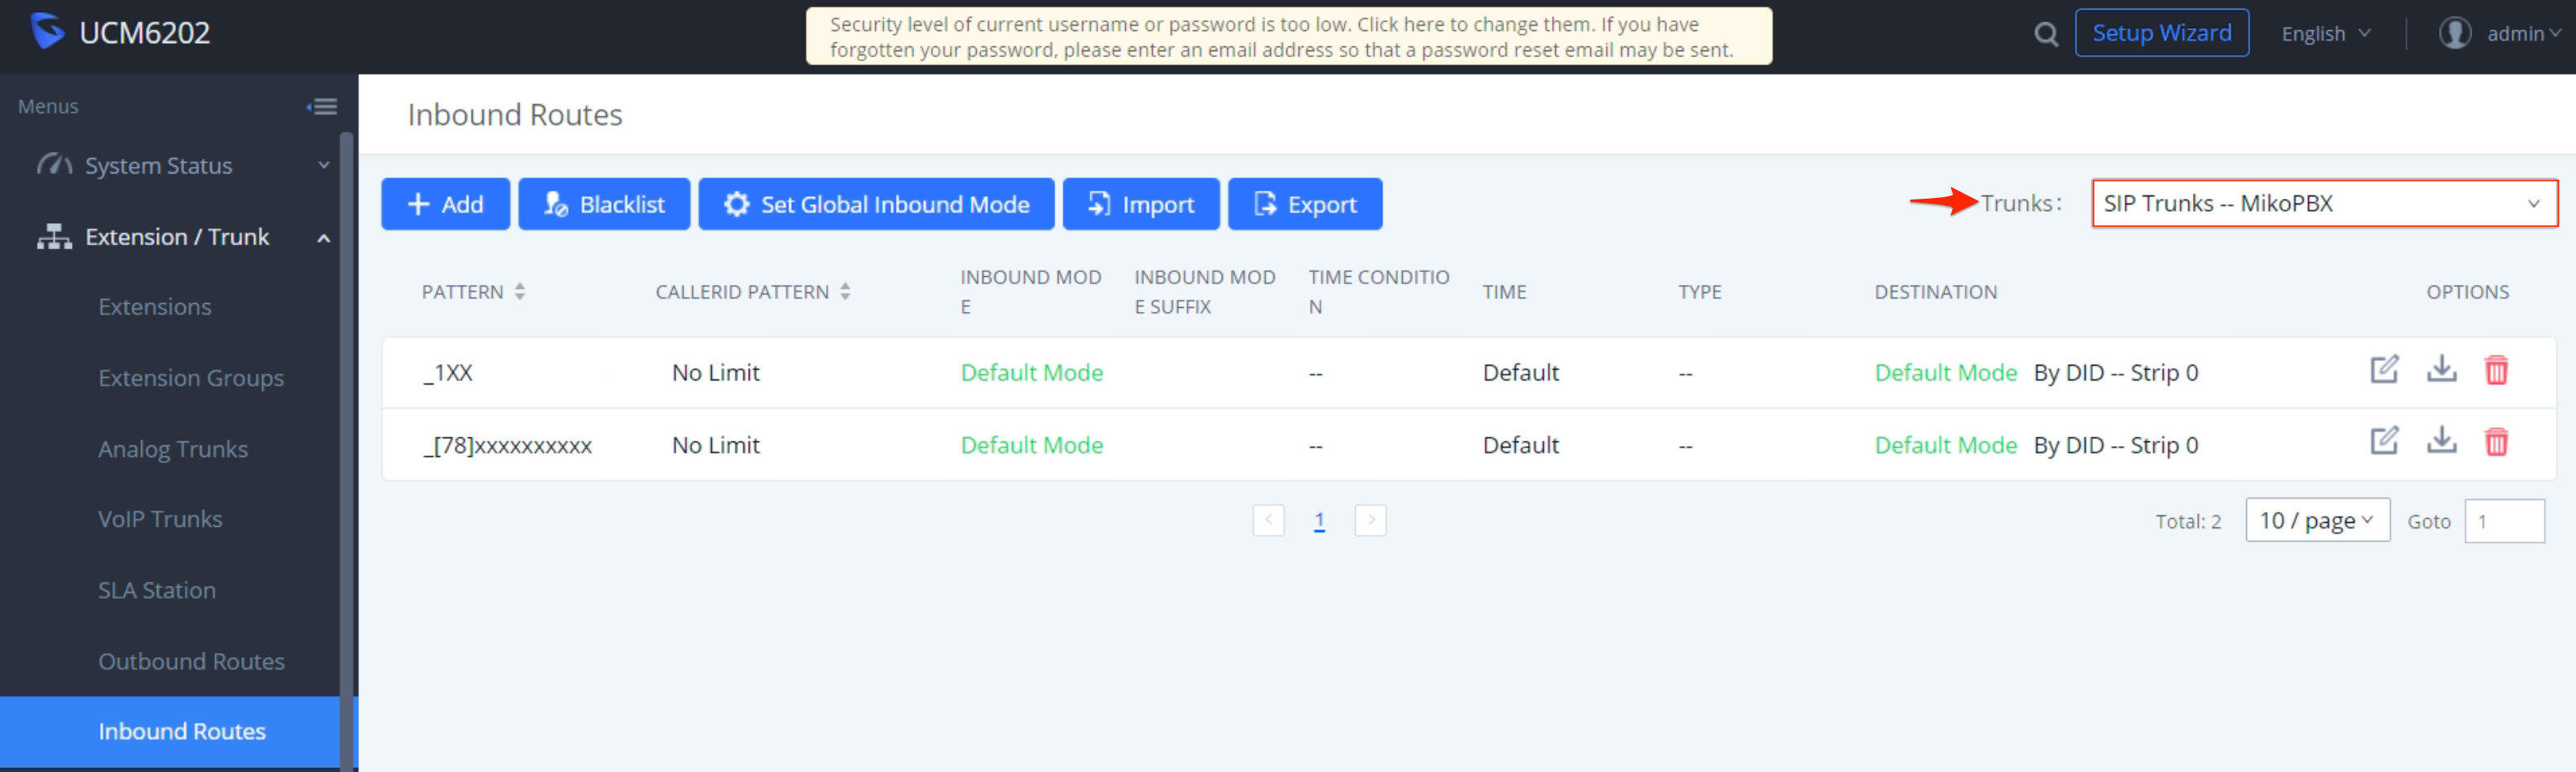 UCM6202
Security level of current username or password is too low. Click here to change them. If you have
forgotten your password, please enter an email address so that a password reset email may be sent.
Setup Wizard
English
admin
Menus
System Status
Extension / Trunk
Extensions
Extension Groups
Analog Trunks
VoIP Trunks
SLA Station
Outbound Routes
Inbound Routes
Inbound Routes
Add Blacklist Set Global Inbound Mode Import Export
Trunks: SIP Trunks -- MikoPBX
PATTERN CALLERID PATTERN INBOUND MOD INBOUND MOD TIME CONDITIO TIME TYPE DESTINATION OPTIONS
E E SUFFIX N
_1XX No Limit Default Mode -- Default -- Default Mode By DID -- Strip 0
_[78]xxxxxxxxxx No Limit Default Mode -- Default -- Default Mode By DID -- Strip 0
< 1 > Total: 2 10 / page Goto 1